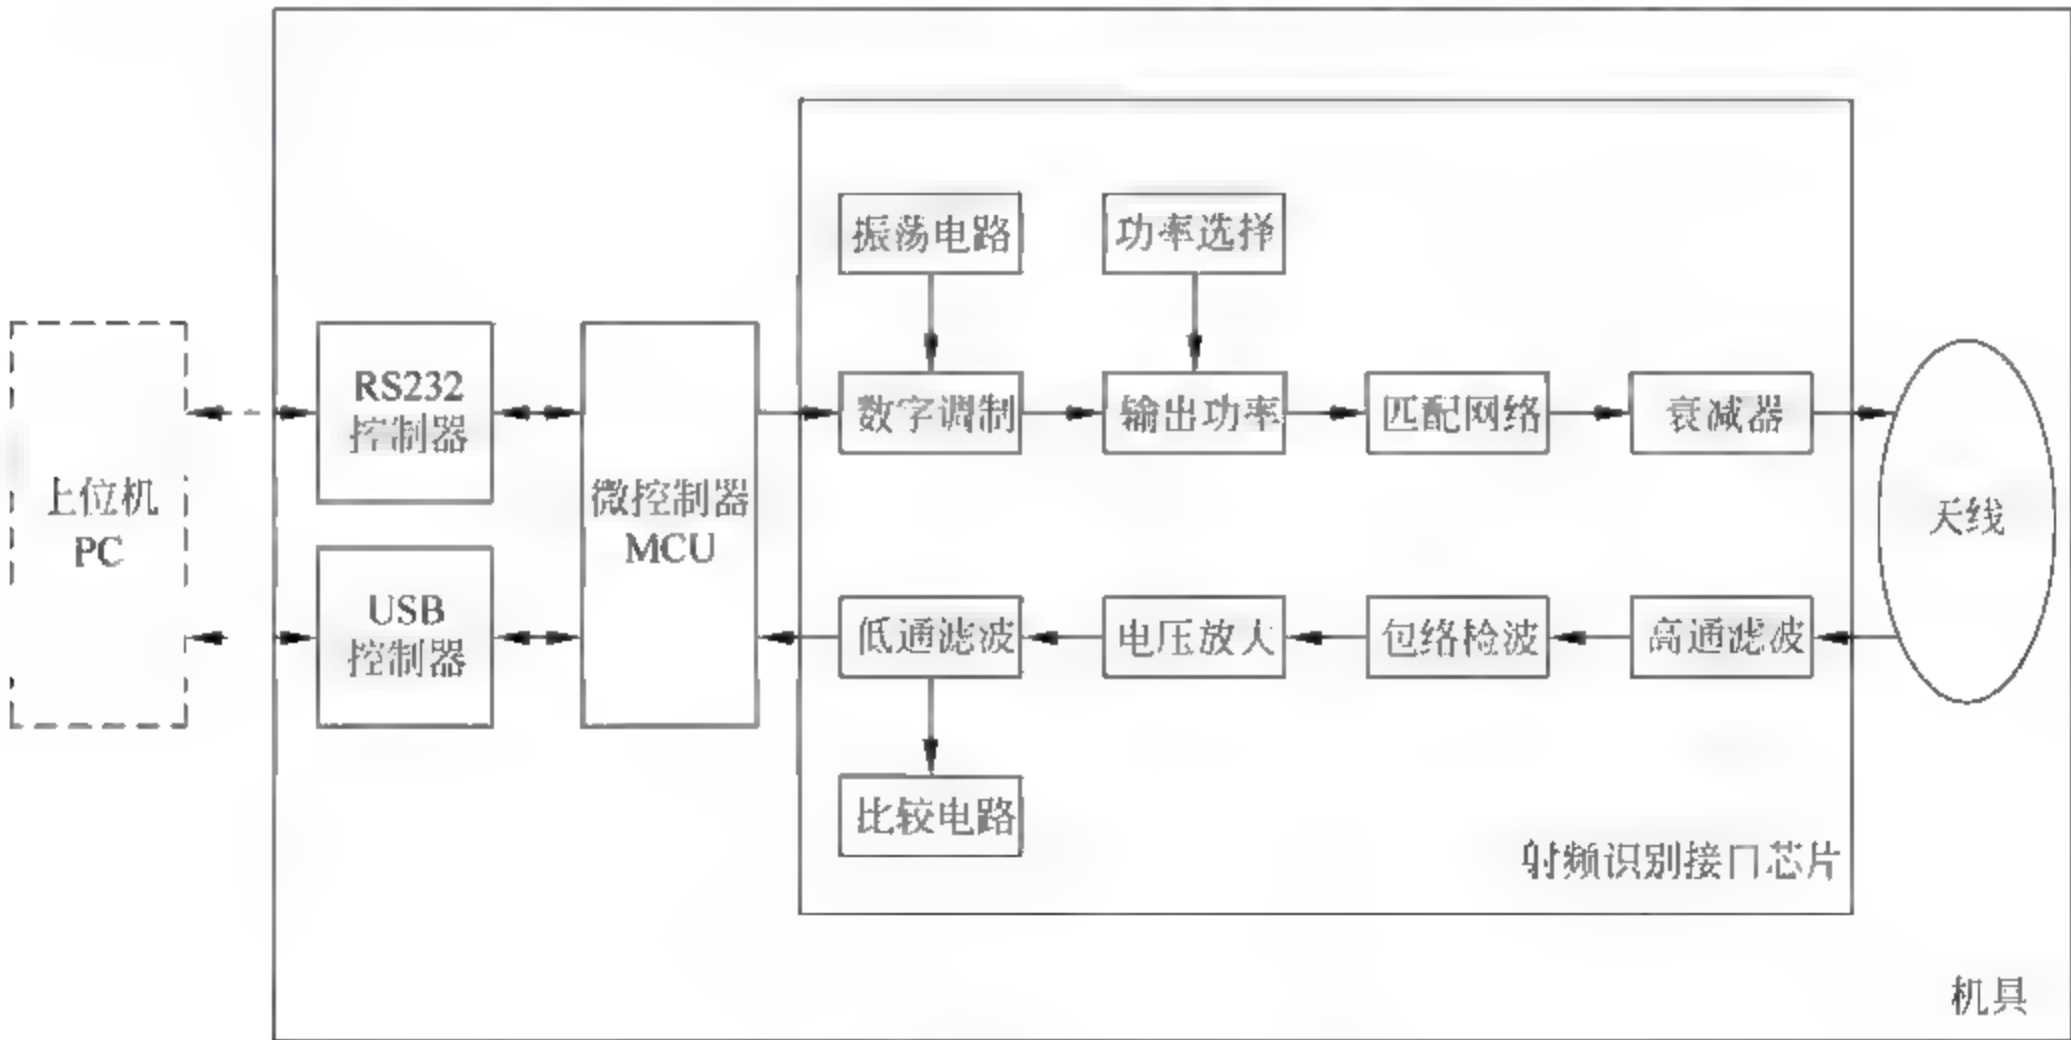 振荡电路
功率选择
RS232
控制器
数字调制
输出功率
匹配网络
衰减器
上位机
PC
微控制器
MCU
天线
USB
控制器
低通滤波
电压放大
包络检波
高通滤波
比较电路
射频识别接口芯片
机具